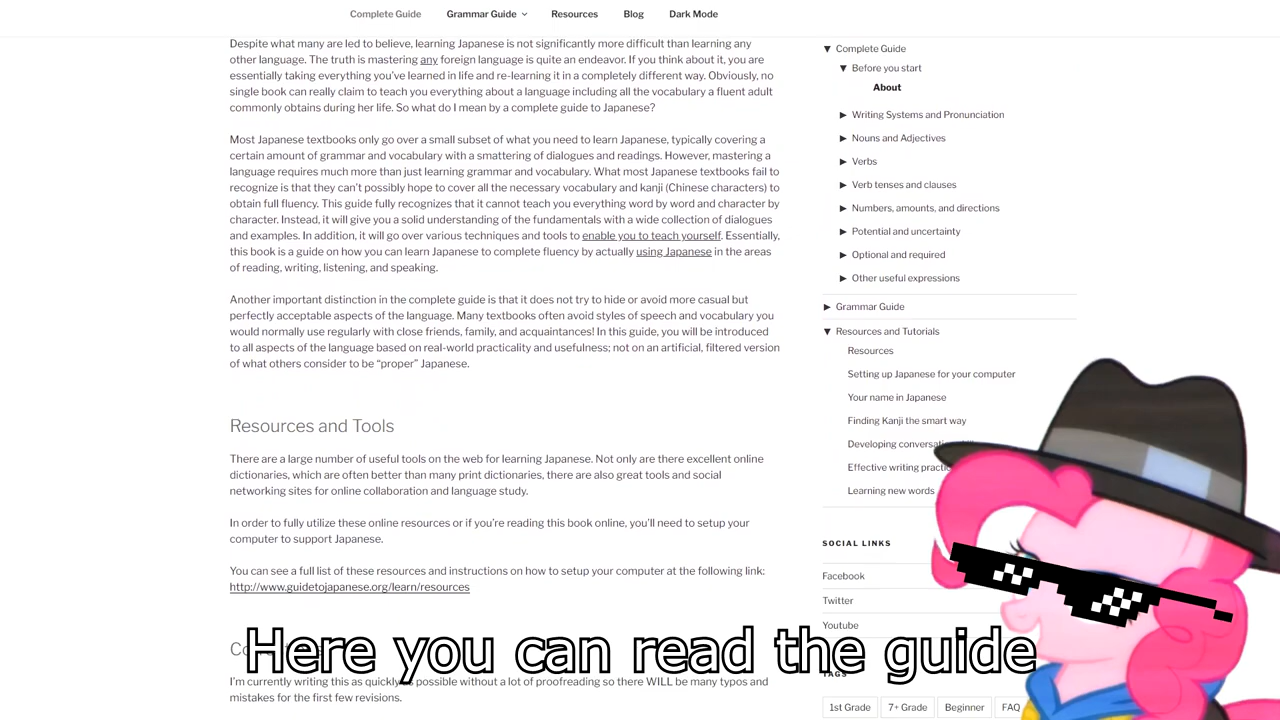 Complete Guide
Grammar Guide
Resources
Blog
Dark Mode
Despite what many are led to believe, learning Japanese is not significantly more difficult than learning any
other language. The truth is mastering any foreign language is quite an endeavor. If you think about it, you are
essentially taking everything you’ve learned in life and re-learning it in a completely different way. Obviously, no
single book can really claim to teach you everything about a language including all the vocabulary a fluent adult
commonly obtains during her life. So what do I mean by a complete guide to Japanese?
Most Japanese textbooks only go over a small subset of what you need to learn Japanese, typically covering a
certain amount of grammar and vocabulary with a smattering of dialogues and readings. However, mastering a
language requires much more than just learning grammar and vocabulary. What most Japanese textbooks fail to
recognize is that they can’t possibly hope to cover all the necessary vocabulary and kanji (Chinese characters) to
obtain full fluency. This guide fully recognizes that it cannot teach you everything word by word and character by
character. Instead, it will give you a solid understanding of the fundamentals with a wide collection of dialogues
and examples. In addition, it will go over various techniques and tools to enable you to teach yourself. Essentially,
this book is a guide on how you can learn Japanese to complete fluency by actually using Japanese in the areas
of reading, writing, listening, and speaking.
Another important distinction in the complete guide is that it does not try to hide or avoid more casual but
perfectly acceptable aspects of the language. Many textbooks often avoid styles of speech and vocabulary you
would normally use regularly with close friends, family, and acquaintances! In this guide, you will be introduced
to all aspects of the language based on real-world practicality and usefulness; not on an artificial, filtered version
of what others consider to be “proper” Japanese.
Resources and Tools
There are a large number of useful tools on the web for learning Japanese. Not only are there excellent online
dictionaries, which are often better than many print dictionaries, there are also great tools and social
networking sites for online collaboration and language study.
In order to fully utilize these online resources or if you’re reading this book online, you’ll need to setup your
computer to support Japanese.
You can see a full list of these resources and instructions on how to setup your computer at the following link:
http://www.guidetojapanese.org/learn/resources
I’m currently writing this as quickly as possible without a lot of proofreading so there WILL be many typos and
mistakes for the first few revisions.
Complete Guide
Before you start
About
Writing Systems and Pronunciation
Nouns and Adjectives
Verbs
Verb tenses and clauses
Numbers, amounts, and directions
Potential and uncertainty
Optional and required
Other useful expressions
Grammar Guide
Resources and Tutorials
Resources
Setting up Japanese for your computer
Your name in Japanese
Finding Kanji the smart way
Developing
Effective writing
Learning new words
SOCIAL LINKS
Facebook
Twitter
Youtube
TAGS
1st Grade
7+ Grade
Beginner
FAQ
Here you can read the guide